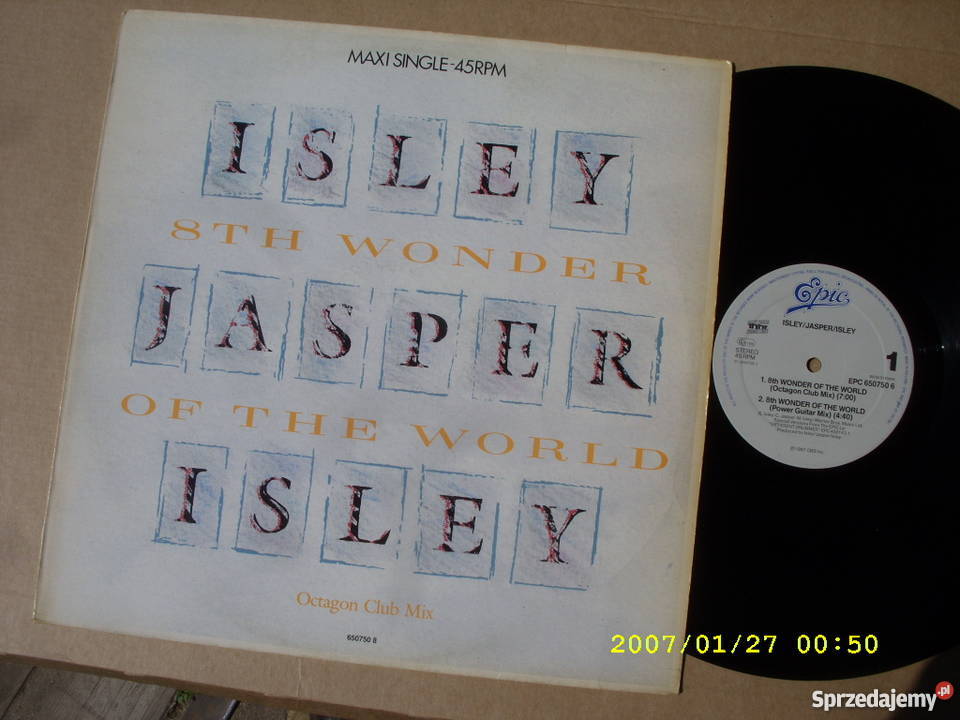 MAXI SINGLE-45RPM
ISLEY
8TH WONDER
JASPER
OF THE WORLD
ISLEY
Octagon Club Mix
650750 8
Epic
ISLEY/JASPER/ISLEY
STEREO
45RPM
1
EPC 650750 6
1. 8th WONDER OF THE WORLD
(Octagon Club Mix) (7:00)
2. 8th WONDER OF THE WORLD
(Power Guitar Mix) (4:40)
2007/01/27 00:50
Sprzedajemy.pl